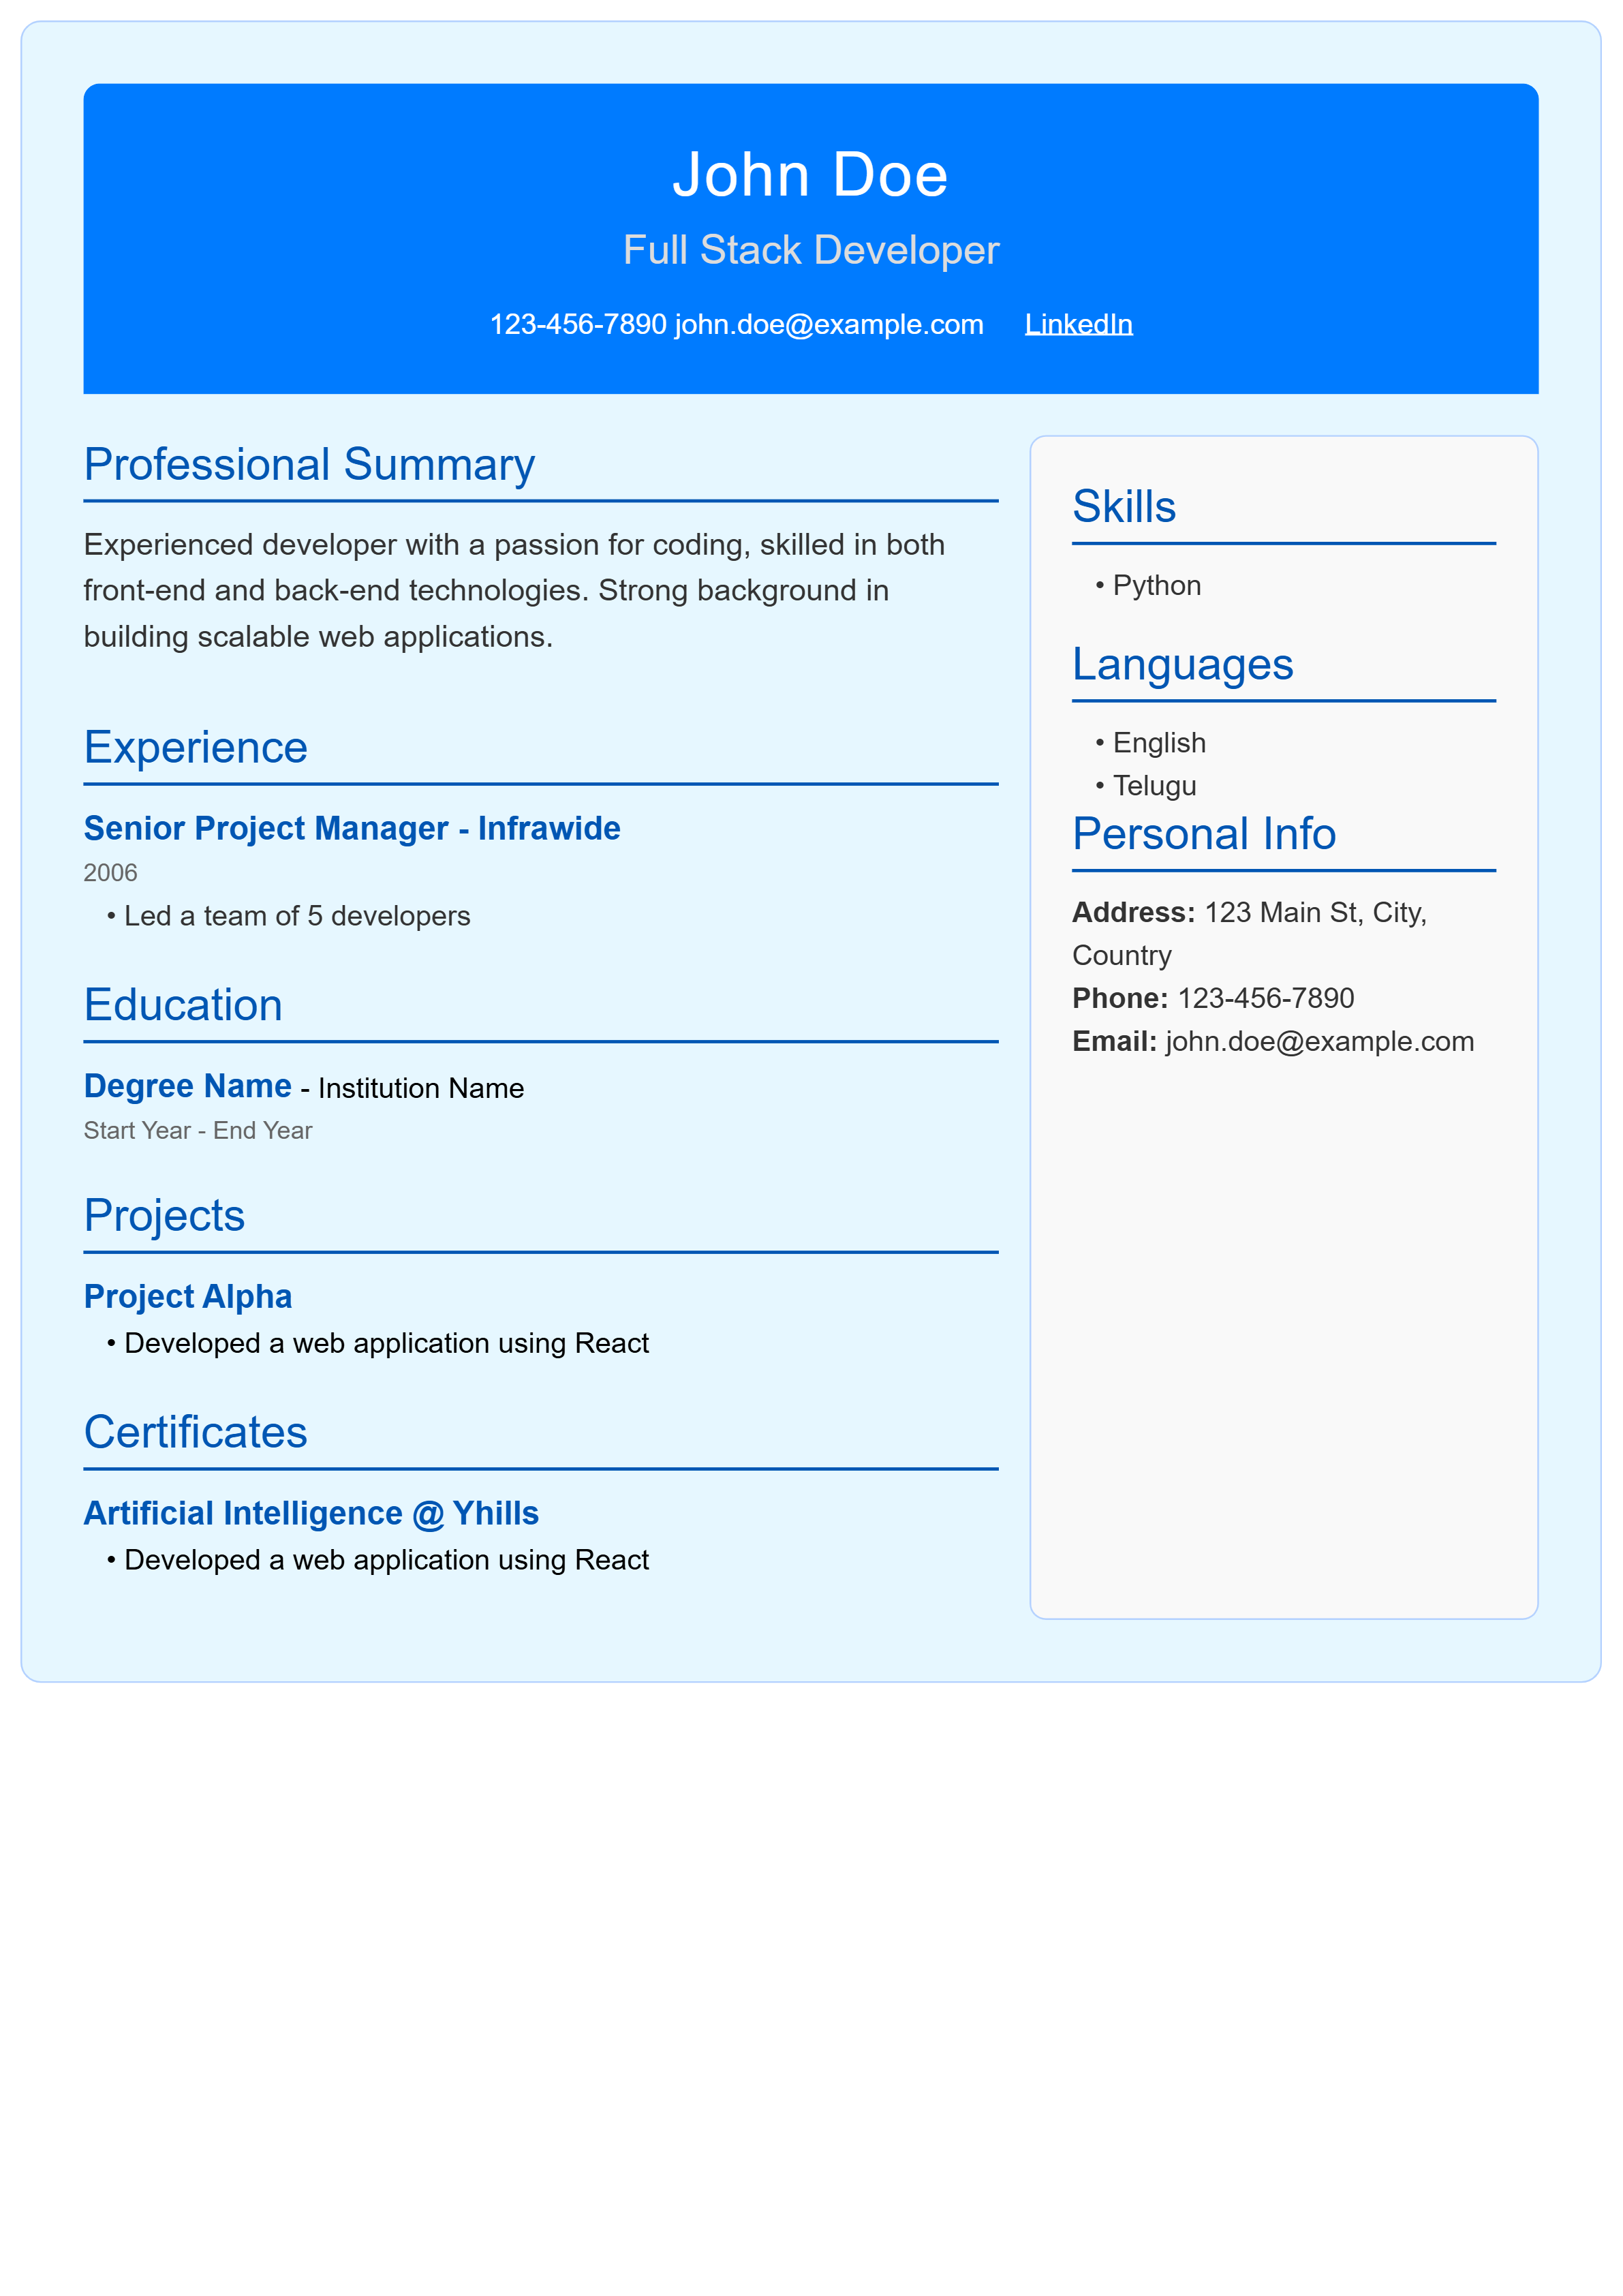 John Doe
Full Stack Developer
123-456-7890 john.doe@example.com LinkedIn
Professional Summary
Experienced developer with a passion for coding, skilled in both
front-end and back-end technologies. Strong background in
building scalable web applications.
Experience
Senior Project Manager - Infrawide
2006
• Led a team of 5 developers
Education
Degree Name - Institution Name
Start Year - End Year
Projects
Project Alpha
• Developed a web application using React
Certificates
Artificial Intelligence @ Yhills
• Developed a web application using React
Skills
• Python
Languages
• English
• Telugu
Personal Info
Address: 123 Main St, City,
Country
Phone: 123-456-7890
Email: john.doe@example.com